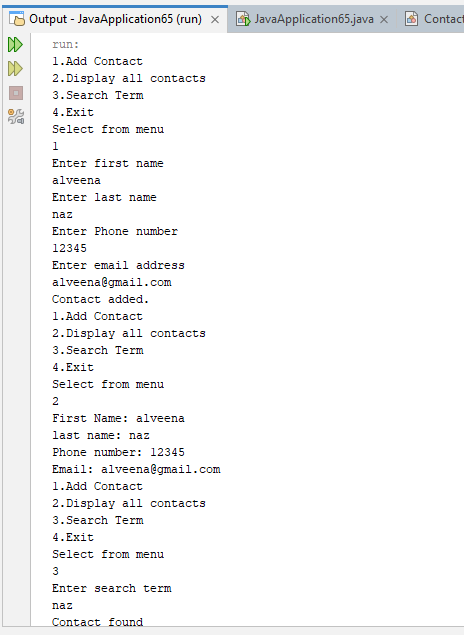 Output - JavaApplication65 (run) × JavaApplication65.java × Contac
run:
1.Add Contact
2.Display all contacts
3.Search Term
4.Exit
Select from menu
1
Enter first name
alveena
Enter last name
naz
Enter Phone number
12345
Enter email address
alveena@gmail.com
Contact added.
1.Add Contact
2.Display all contacts
3.Search Term
4.Exit
Select from menu
2
First Name: alveena
last name: naz
Phone number: 12345
Email: alveena@gmail.com
1.Add Contact
2.Display all contacts
3.Search Term
4.Exit
Select from menu
3
Enter search term
naz
Contact found